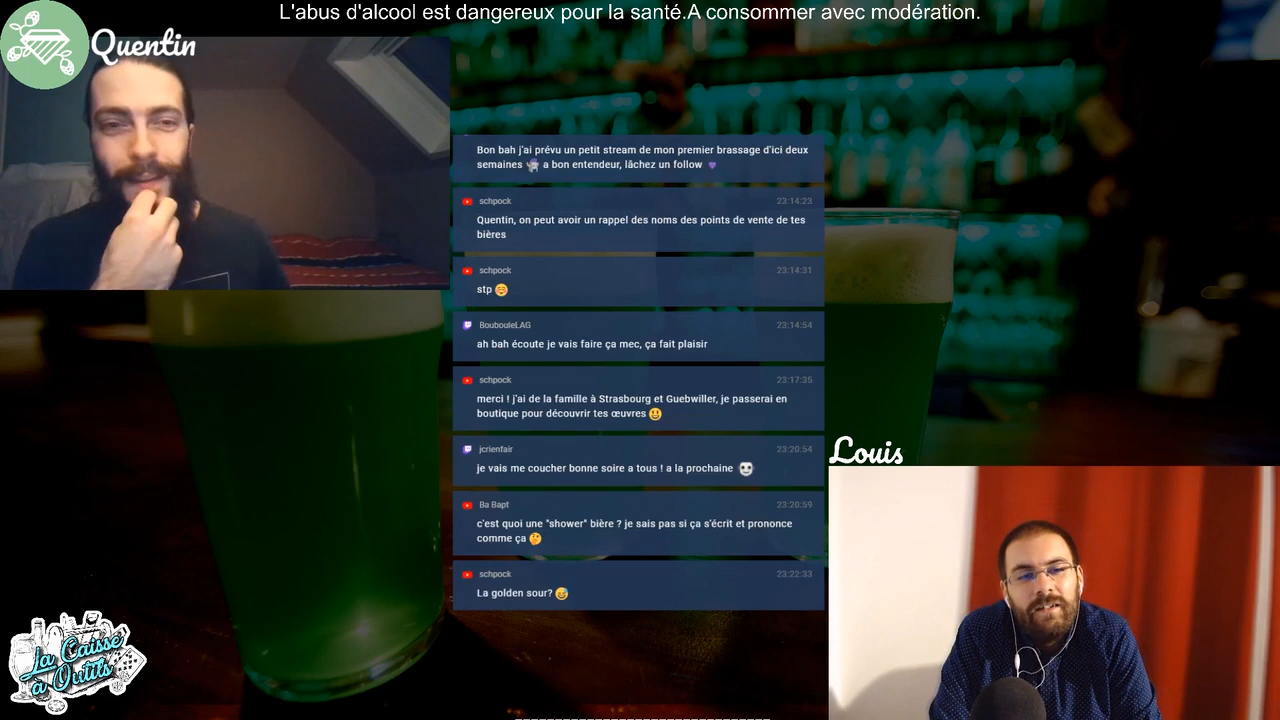 L'abus d'alcool est dangereux pour la santé.A consommer avec modération.
Quentin
Bon bah j'ai prévu un petit stream de mon premier brassage d'ici deux
semaines a bon entendeur, lâchez un follow
schpock 23:14:23
Quentin, on peut avoir un rappel des noms des points de vente de tes
bières
schpock 23:14:31
stp
BoubouleLAG 23:14:54
ah bah écoute je vais faire ça mec, ça fait plaisir
schpock 23:17:35
merci ! j'ai de la famille à Strasbourg et Guebwiller, je passerai en
boutique pour découvrir tes œuvres
jcrienfair 23:20:54
je vais me coucher bonne soire a tous ! a la prochaine
Ba Bapt 23:20:59
c'est quoi une "shower" bière ? je sais pas si ça s'écrit et prononce
comme ça
schpock 23:22:33
La golden sour?
Louis
La Caisse
à Outils